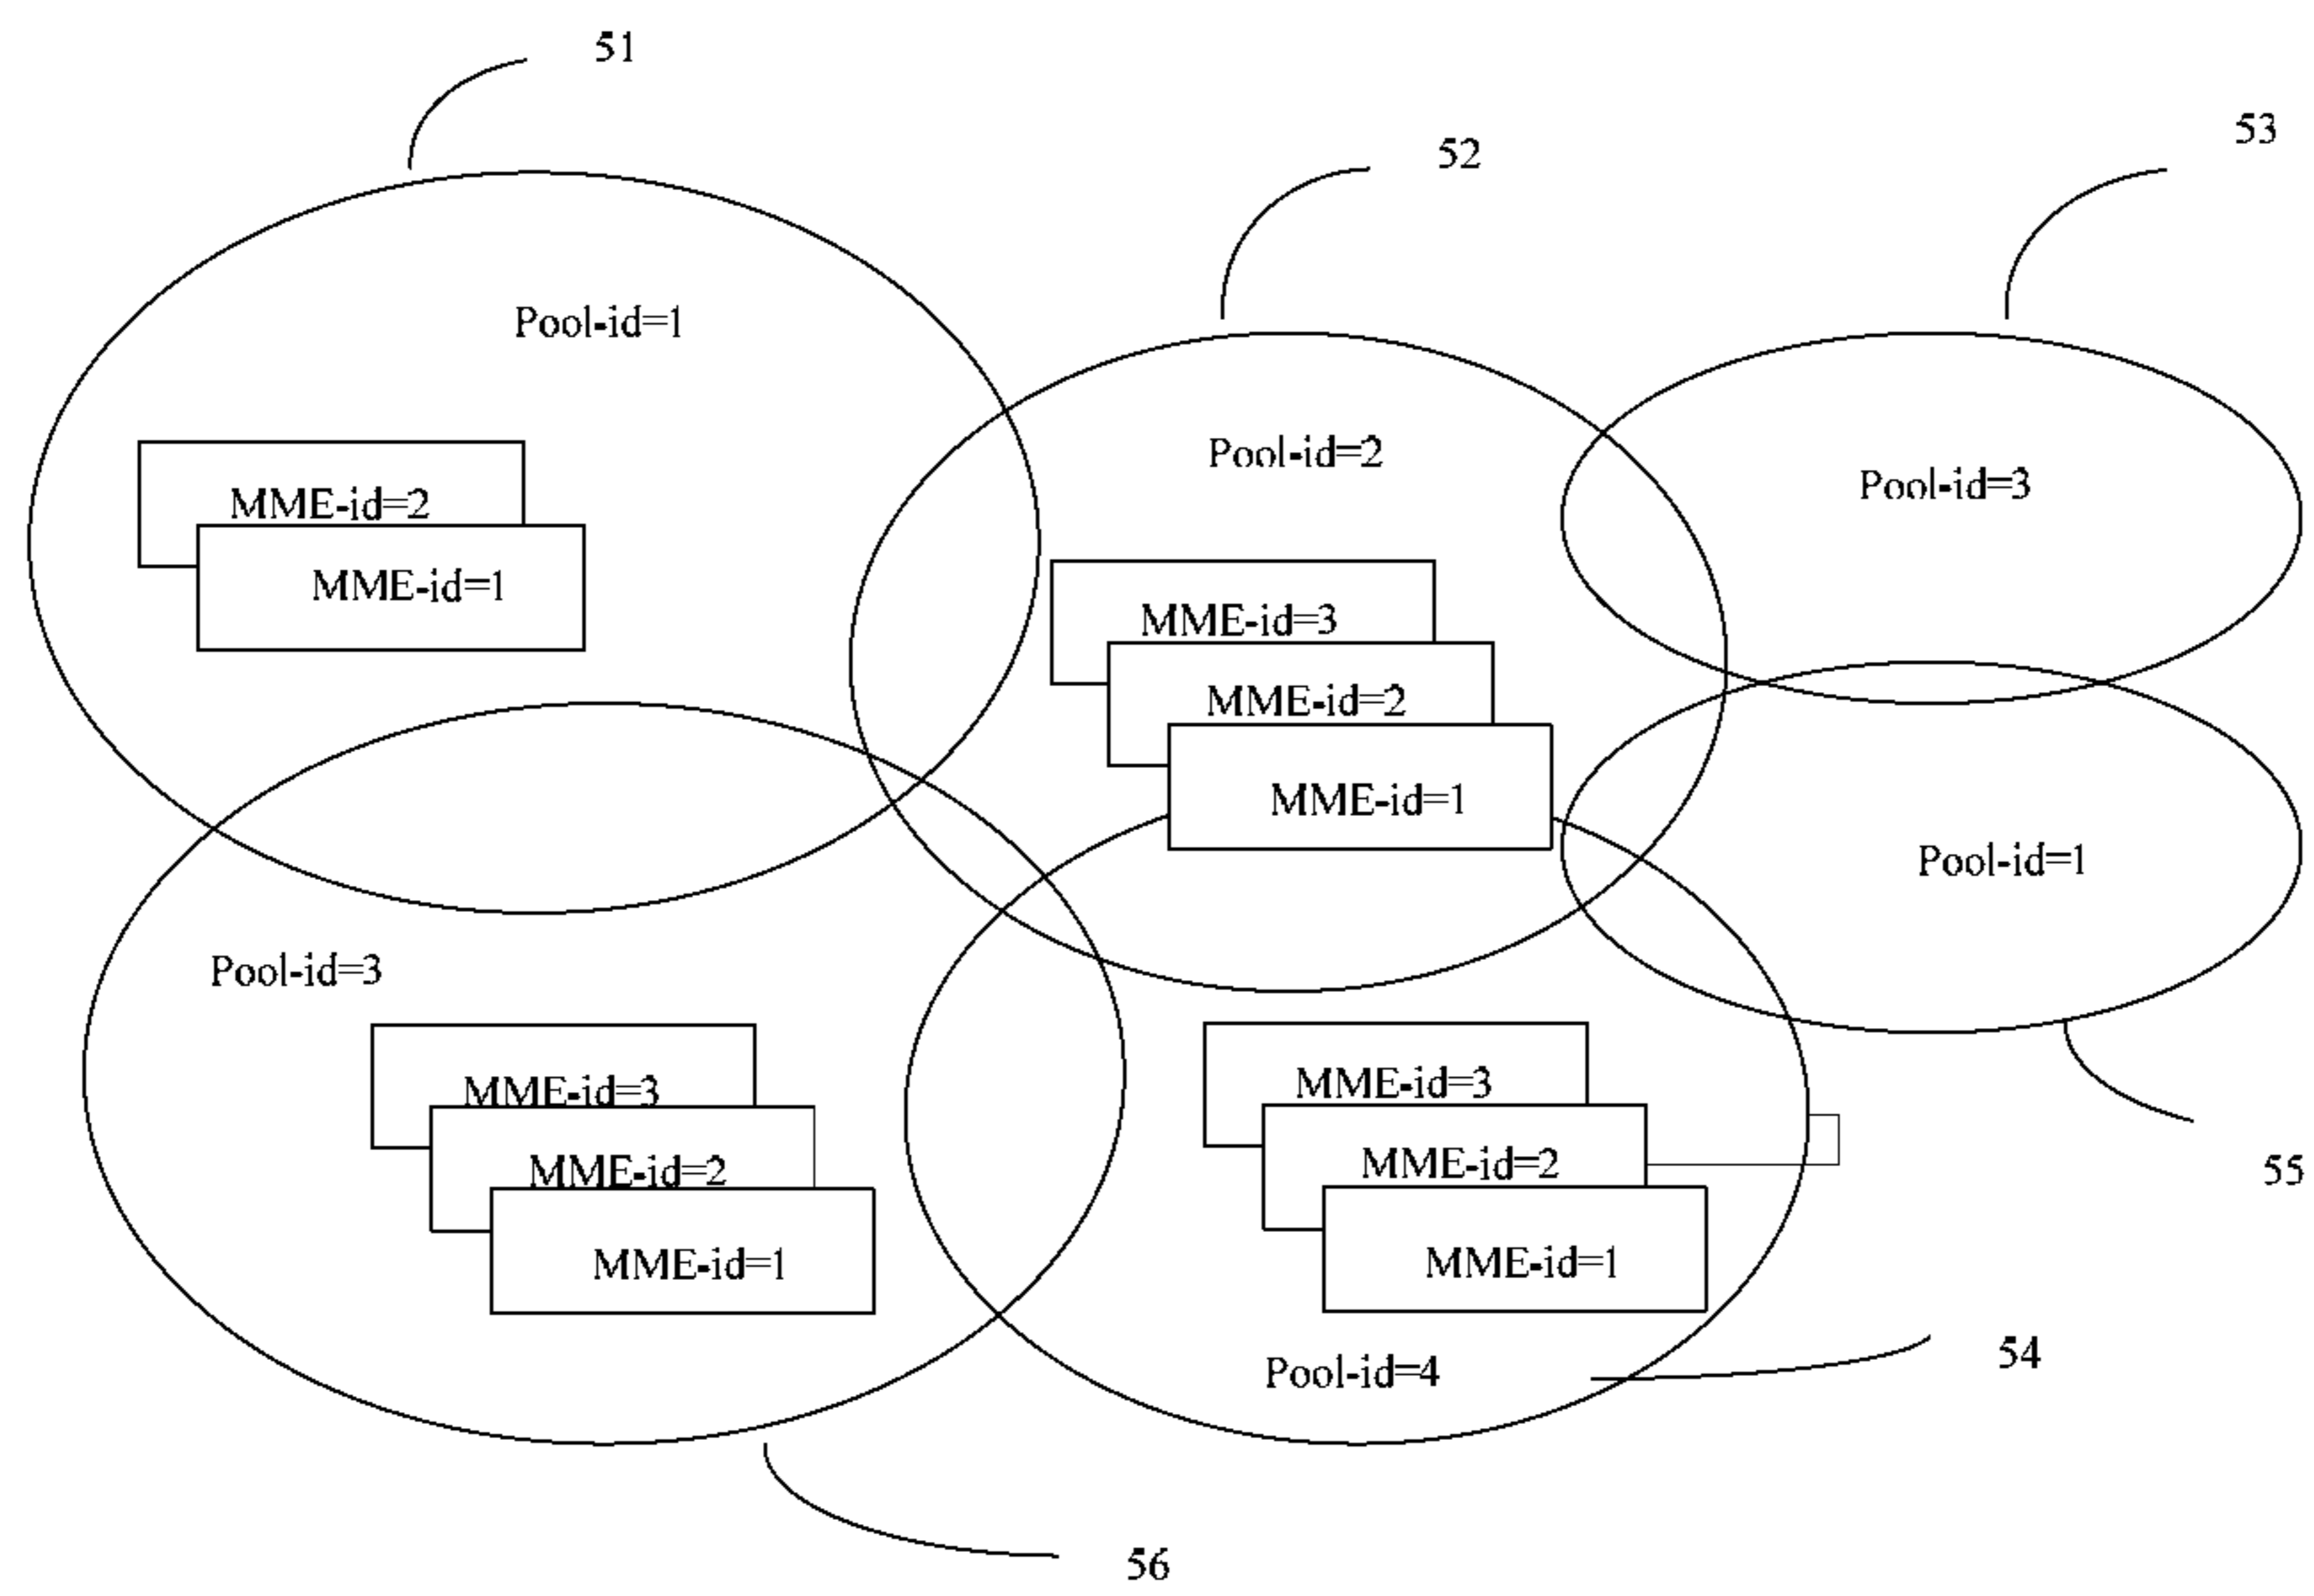 51
53
52
Pool-id=1
Pool-id=2
Pool-id=3
MME-id=2
MME-id=1
MME-id=3
MME-id=2
MME-id=1
Pool-id=1
Pool-id=3
MME-id=3
MME-id=2
MME-id=1
MME-id=3
MME-id=2
MME-id=1
55
54
Pool-id=4
56